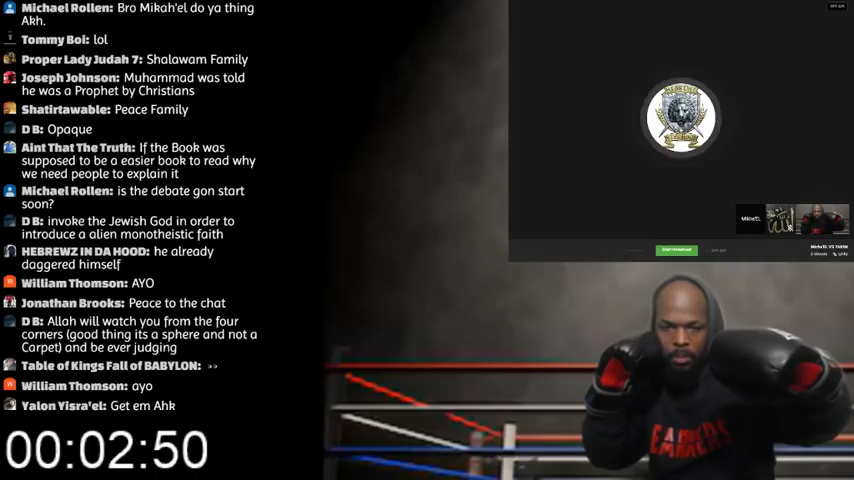 Michael Rollen: Bro Mikah'el do ya thing
Akh.
Tommy Boi: lol
Proper Lady Judah 7: Shalawam Family
Joseph Johnson: Muhammad was told
he was a Prophet by Christians
Shatirtawable: Peace Family
D B: Opaque
Aint That The Truth: If the Book was
supposed to be a easier book to read why
we need people to explain it
Michael Rollen: is the debate gon start
soon?
D B: invoke the Jewish God in order to
introduce a alien monotheistic faith
HEBREWZ IN DA HOOD: he already
daggered himself
William Thomson: AYO
Jonathan Brooks: Peace to the chat
D B: Allah will watch you from the four
corners (good thing its a sphere and not a
Carpet) and be ever judging
Table of Kings Fall of BABYLON: 👀
William Thomson: ayo
Yalon Yisra'el: Get em Ahk
00:02:50
OFF AIR